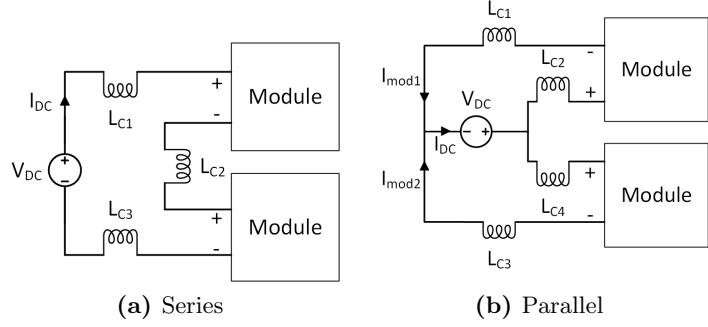 I_DC
L_C1
+
-
Module
V_DC
+
-
L_C2
L_C3
+
-
Module
(a) Series
L_C1
-
L_C2
Module
I_mod1
V_DC
+
-
+
I_DC
I_mod2
+
Module
L_C4
-
L_C3
(b) Parallel